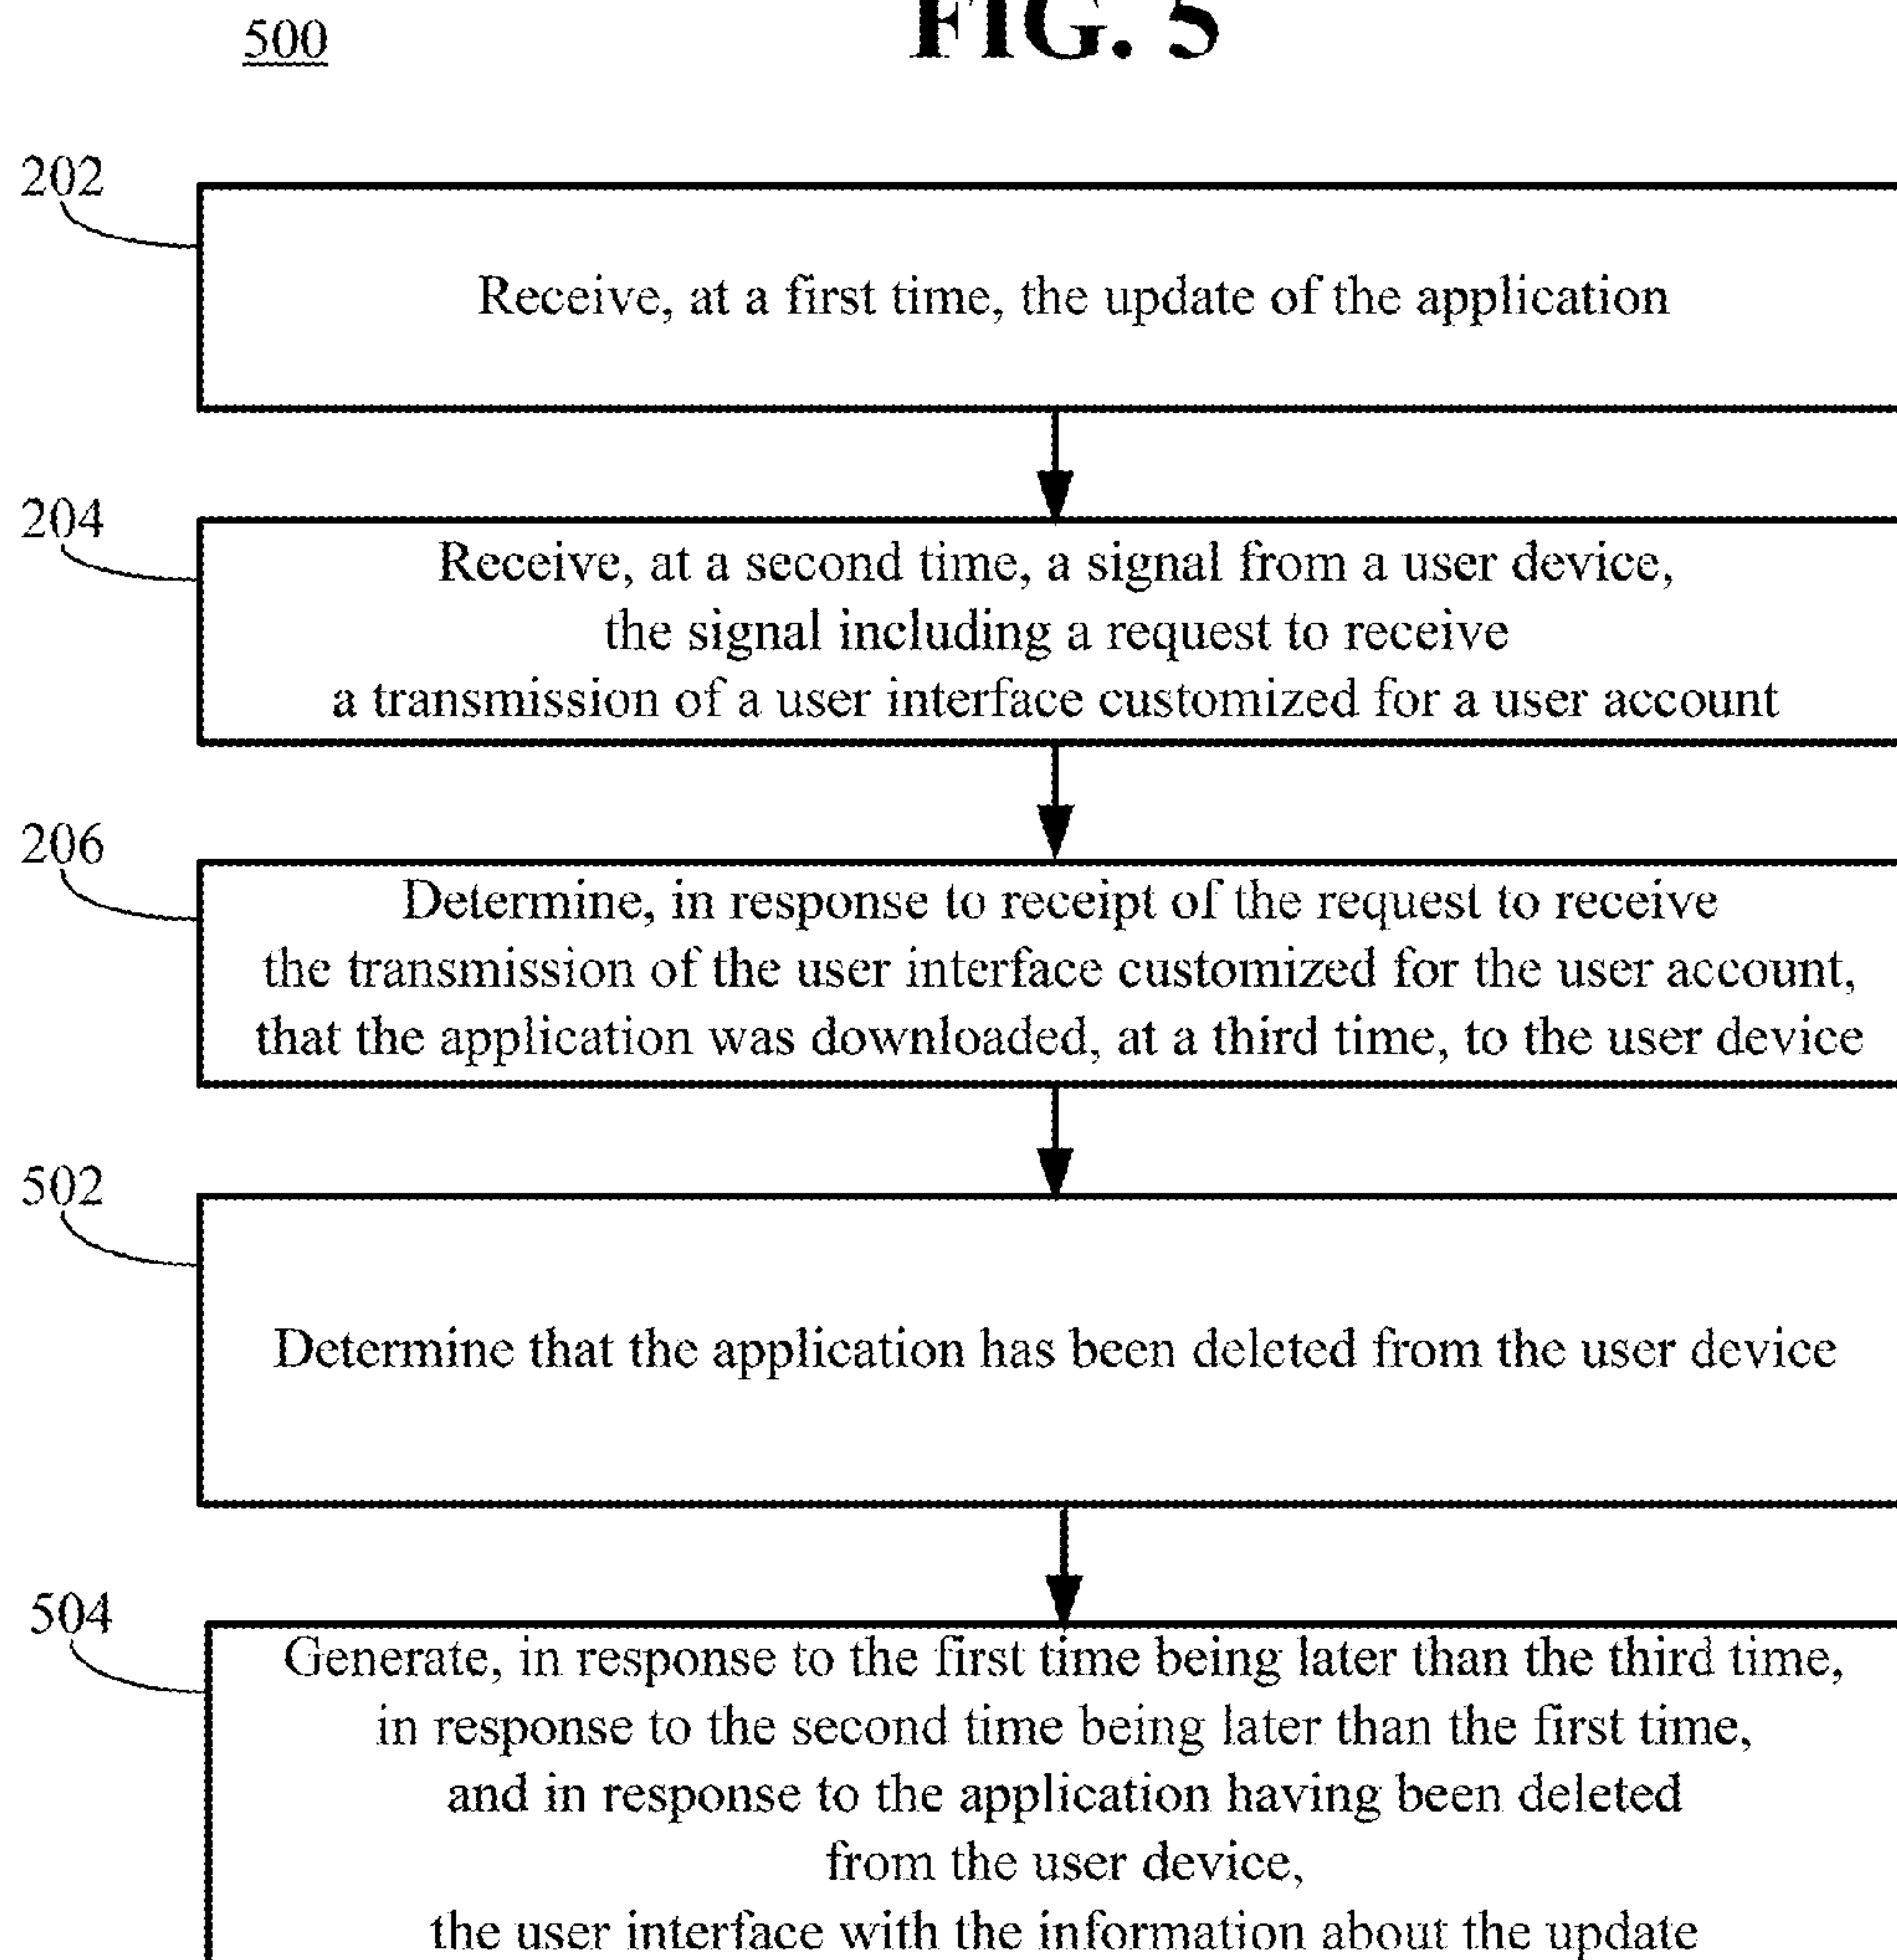 500
FIG. 5
202
Receive, at a first time, the update of the application
204
Receive, at a second time, a signal from a user device,
the signal including a request to receive
a transmission of a user interface customized for a user account
206
Determine, in response to receipt of the request to receive
the transmission of the user interface customized for the user account,
that the application was downloaded, at a third time, to the user device
502
Determine that the application has been deleted from the user device
504
Generate, in response to the first time being later than the third time,
in response to the second time being later than the first time,
and in response to the application having been deleted
from the user device,
the user interface with the information about the update